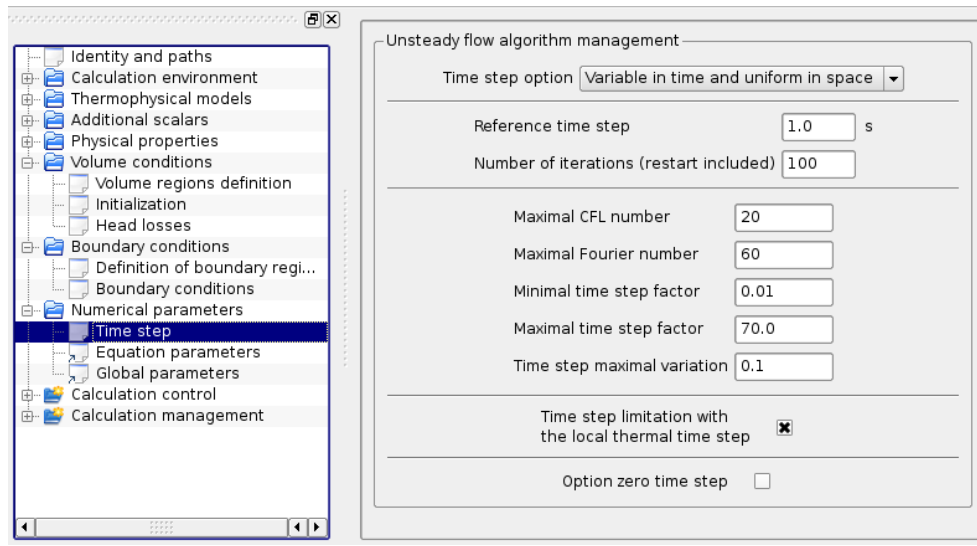 Identity and paths
Calculation environment
Thermophysical models
Additional scalars
Physical properties
Volume conditions
Volume regions definition
Initialization
Head losses
Boundary conditions
Definition of boundary regi...
Boundary conditions
Numerical parameters
Time step
Equation parameters
Global parameters
Calculation control
Calculation management
Unsteady flow algorithm management
Time step option Variable in time and uniform in space
Reference time step 1.0 s
Number of iterations (restart included) 100
Maximal CFL number 20
Maximal Fourier number 60
Minimal time step factor 0.01
Maximal time step factor 70.0
Time step maximal variation 0.1
Time step limitation with
the local thermal time step
Option zero time step